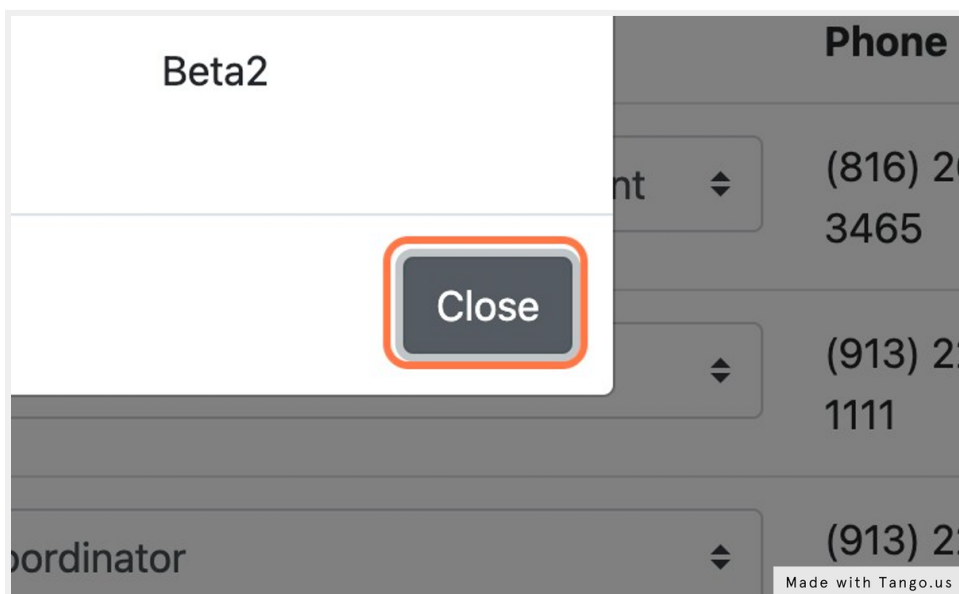 Phone
Beta2
nt
(816) 2
3465
Close
(913) 2
1111
oordinator
(913) 2
Made with Tango.us